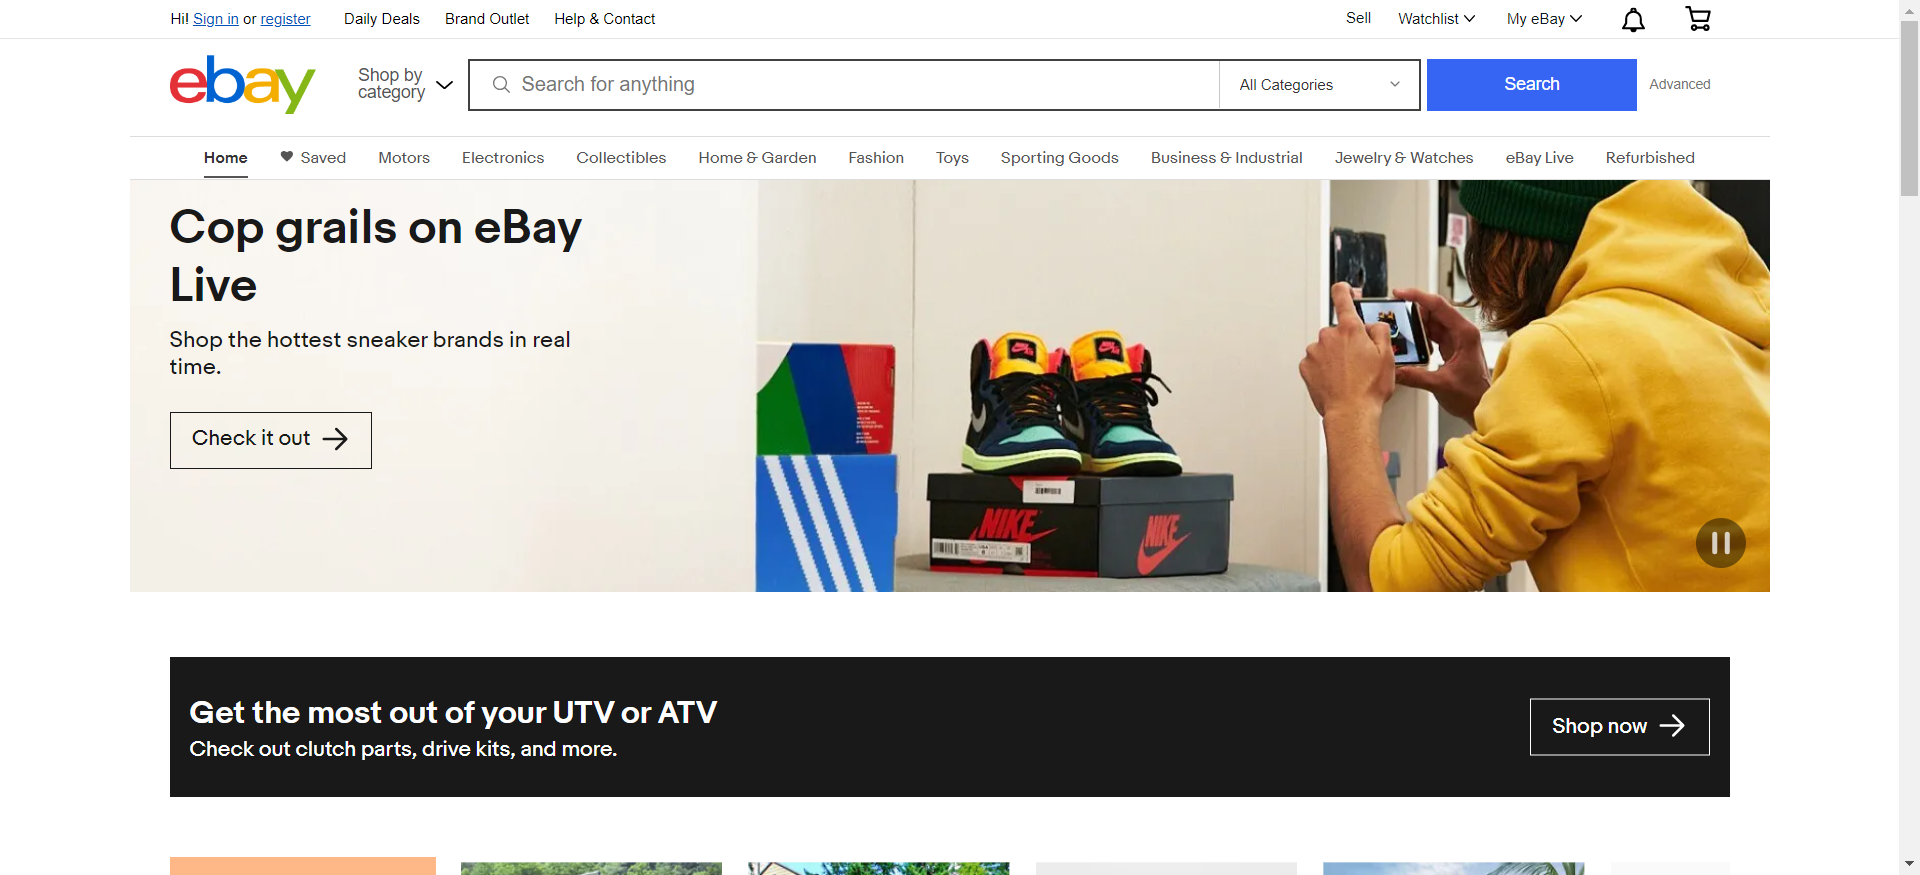 Hi! Sign in or register
Daily Deals
Brand Outlet
Help & Contact
Sell
Watchlist
My eBay
ebay
Shop by
category
Search for anything
All Categories
Search
Advanced
Home
Saved
Motors
Electronics
Collectibles
Home & Garden
Fashion
Toys
Sporting Goods
Business & Industrial
Jewelry & Watches
eBay Live
Refurbished
Cop grails on eBay
Live
Shop the hottest sneaker brands in real
time.
Check it out
NIKE
NIKE
Get the most out of your UTV or ATV
Check out clutch parts, drive kits, and more.
Shop now